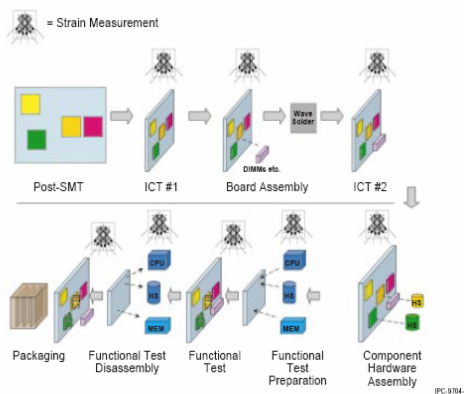 = Strain Measurement
Wave
Solder
DIMMs etc.
Post-SMT
ICT #1
Board Assembly
ICT #2
CPU
CPU
HS
HS
HS
HS
MEM
MEM
Packaging
Functional Test
Disassembly
Functional
Test
Functional
Test
Preparation
Component
Hardware
Assembly
IPC-9704-